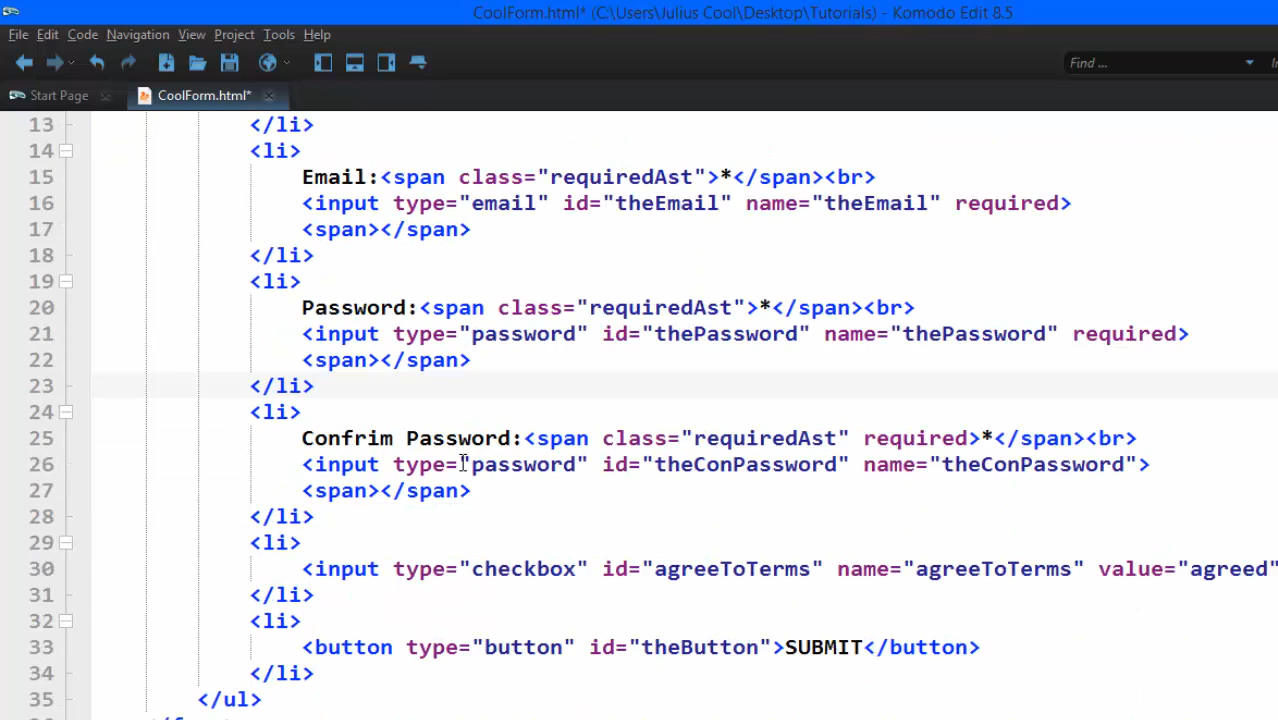 CoolForm.html* (C:\Users\Julius Cool\Desktop\Tutorials) - Komodo Edit 8.5
File Edit Code Navigation View Project Tools Help
Find ...
Start Page CoolForm.html*
13 </li>
14 <li>
15 Email:<span class="requiredAst">*</span><br>
16 <input type="email" id="theEmail" name="theEmail" required>
17 <span></span>
18 </li>
19 <li>
20 Password:<span class="requiredAst">*</span><br>
21 <input type="password" id="thePassword" name="thePassword" required>
22 <span></span>
23 </li>
24 <li>
25 Confrim Password:<span class="requiredAst" required>*</span><br>
26 <input type="password" id="theConPassword" name="theConPassword">
27 <span></span>
28 </li>
29 <li>
30 <input type="checkbox" id="agreeToTerms" name="agreeToTerms" value="agreed"
31 </li>
32 <li>
33 <button type="button" id="theButton">SUBMIT</button>
34 </li>
35 </ul>